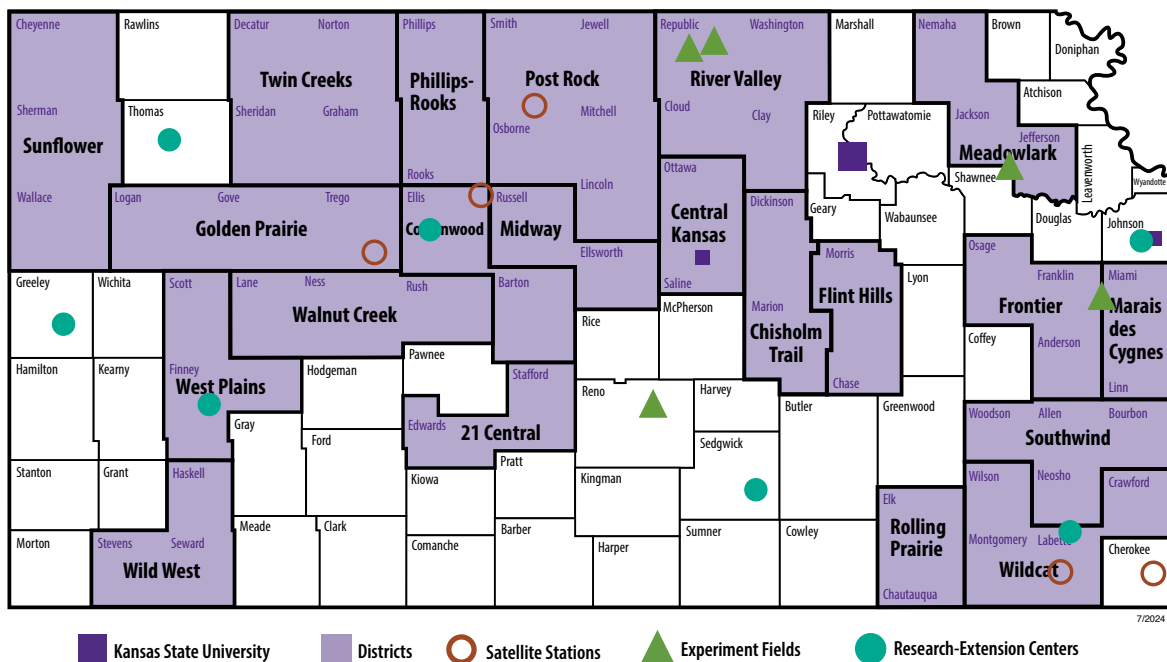 Cheyenne
Rawlins
Decatur
Norton
Phillips
Smith
Jewell
Republic
Washington
Marshall
Nemaha
Brown
Doniphan
Twin Creeks
Phillips-
Rooks
Post Rock
River Valley
Atchison
Sherman
Thomas
Sheridan
Graham
Osborne
Mitchell
Cloud
Clay
Riley
Pottawatomie
Jackson
Jefferson
Sunflower
Meadowlark
Leavenworth
Wyandotte
Wallace
Logan
Gove
Trego
Rooks
Ellis
Russell
Lincoln
Ottawa
Dickinson
Geary
Wabaunsee
Shawnee
Douglas
Johnson
Golden Prairie
Cottonwood
Midway
Central
Kansas
Ellsworth
Saline
Morris
Osage
Franklin
Miami
Greeley
Wichita
Scott
Lane
Ness
Rush
Barton
Lyon
Walnut Creek
Rice
McPherson
Marion
Chisholm
Trail
Flint Hills
Chase
Frontier
Marais
des
Cygnes
Coffey
Anderson
Linn
Hamilton
Kearny
Finney
West Plains
Hodgeman
Pawnee
Stafford
Reno
Harvey
Butler
Greenwood
Woodson
Allen
Bourbon
Southwind
Gray
Ford
Edwards
21 Central
Sedgwick
Stanton
Grant
Haskell
Kiowa
Pratt
Kingman
Elk
Wilson
Neosho
Crawford
Rolling
Prairie
Morton
Stevens
Seward
Wild West
Meade
Clark
Comanche
Barber
Harper
Sumner
Cowley
Chautauqua
Montgomery
Labette
Wildcat
Cherokee
7/2024
Kansas State University
Districts
Satellite Stations
Experiment Fields
Research-Extension Centers